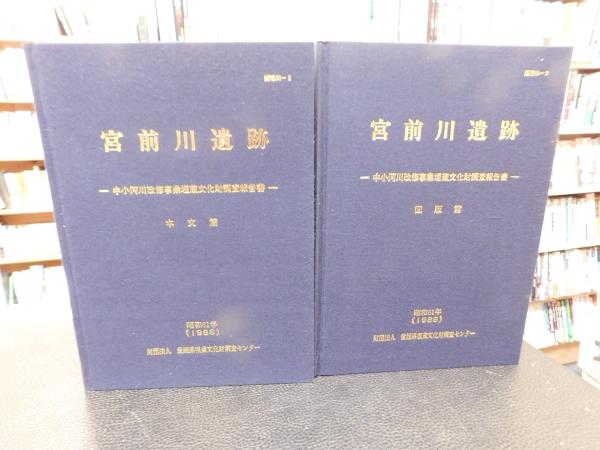 宮前川遺跡
― 中小河川改修事業埋蔵文化財調査報告書 ―
本文篇
昭和61年
(1986)
財団法人 愛媛県埋蔵文化財調査センター
宮前川遺跡
― 中小河川改修事業埋蔵文化財調査報告書 ―
図版篇
昭和61年
(1986)
財団法人 愛媛県埋蔵文化財調査センター